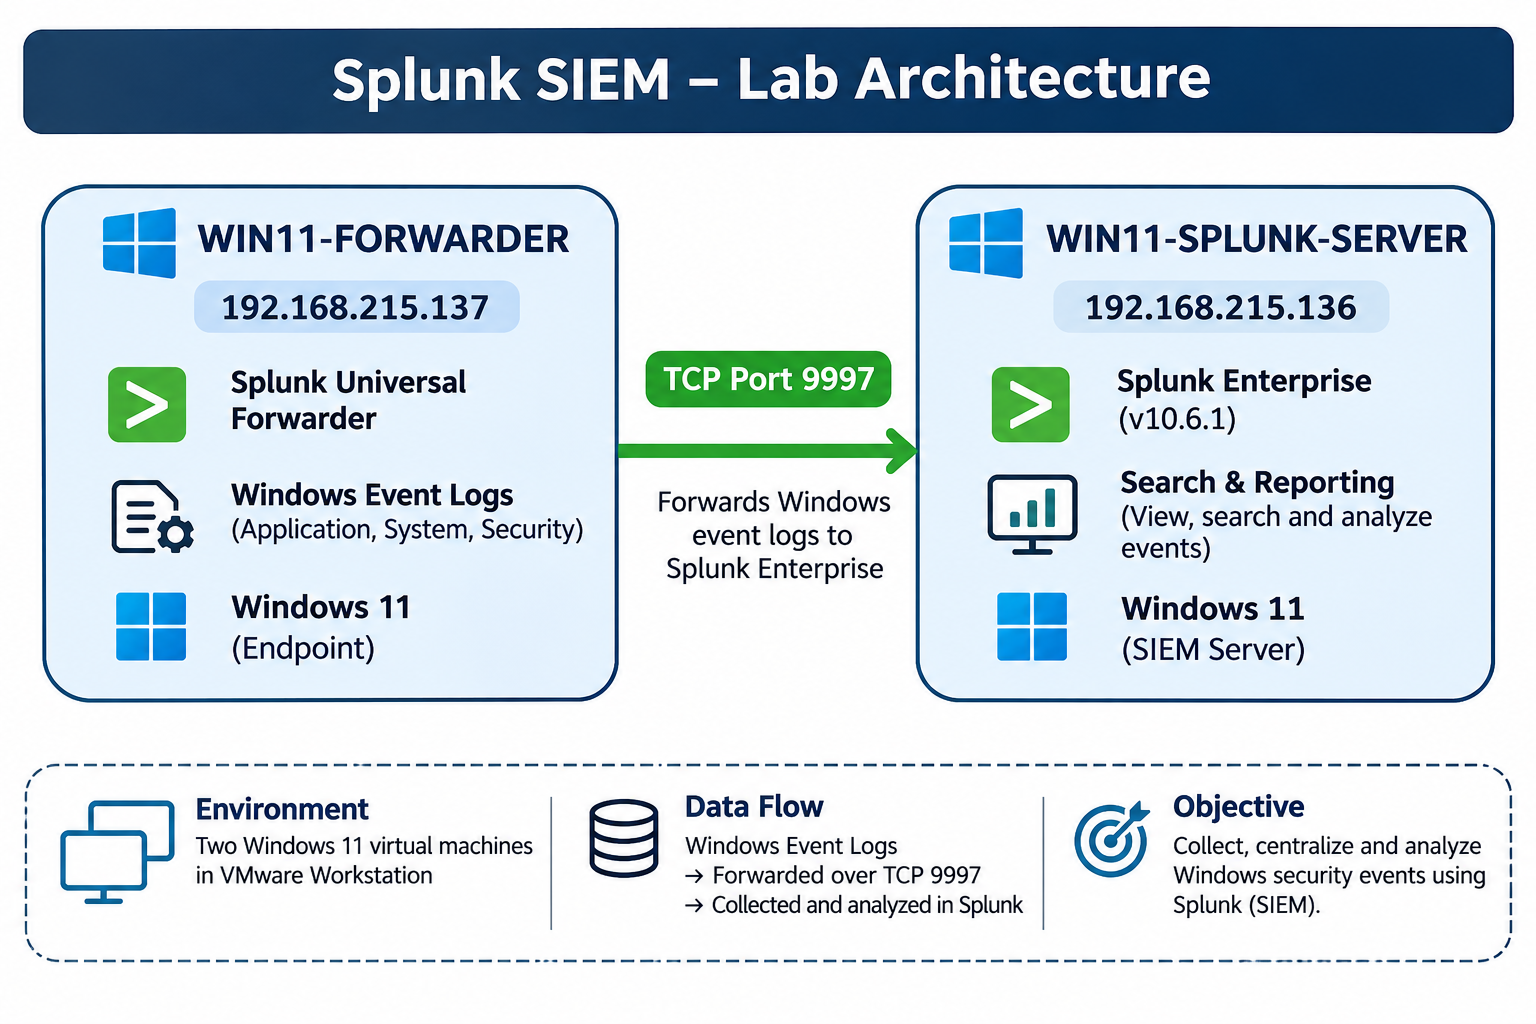 Splunk SIEM – Lab Architecture
WIN11-FORWARDER
192.168.215.137
Splunk Universal
Forwarder
Windows Event Logs
(Application, System, Security)
Windows 11
(Endpoint)
TCP Port 9997
Forwards Windows
event logs to
Splunk Enterprise
WIN11-SPLUNK-SERVER
192.168.215.136
Splunk Enterprise
(v10.6.1)
Search & Reporting
(View, search and analyze
events)
Windows 11
(SIEM Server)
Environment
Two Windows 11 virtual machines
in VMware Workstation
Data Flow
Windows Event Logs
→ Forwarded over TCP 9997
→ Collected and analyzed in Splunk
Objective
Collect, centralize and analyze
Windows security events using
Splunk (SIEM).